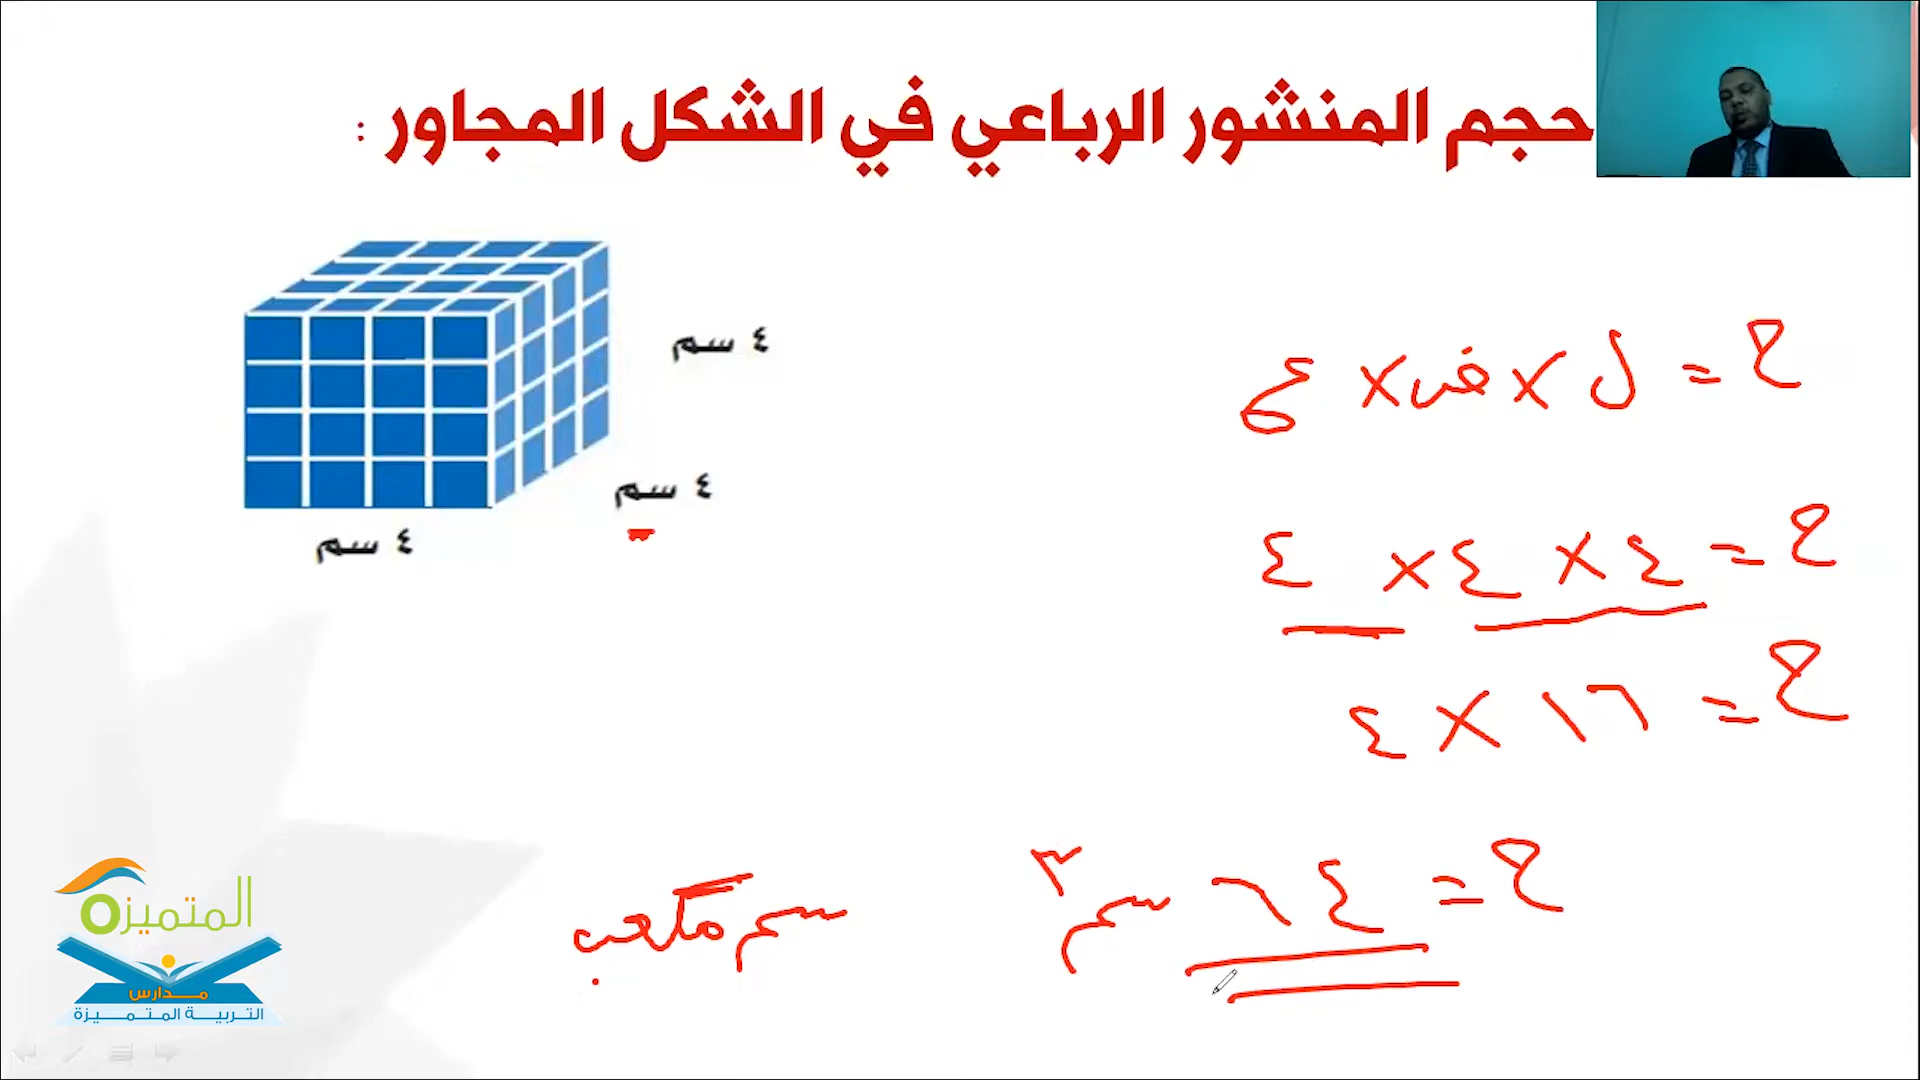 حجم المنشور الرباعي في الشكل المجاور :
٤ سم
٤ سم
٤ سم
ح = ل × ض × ع
ح = ٤ × ٤ × ٤
ح = ١٦ × ٤
ح = ٦٤ سم٣
سم مكعب
المتميزة
مدارس
التربية المتميزة